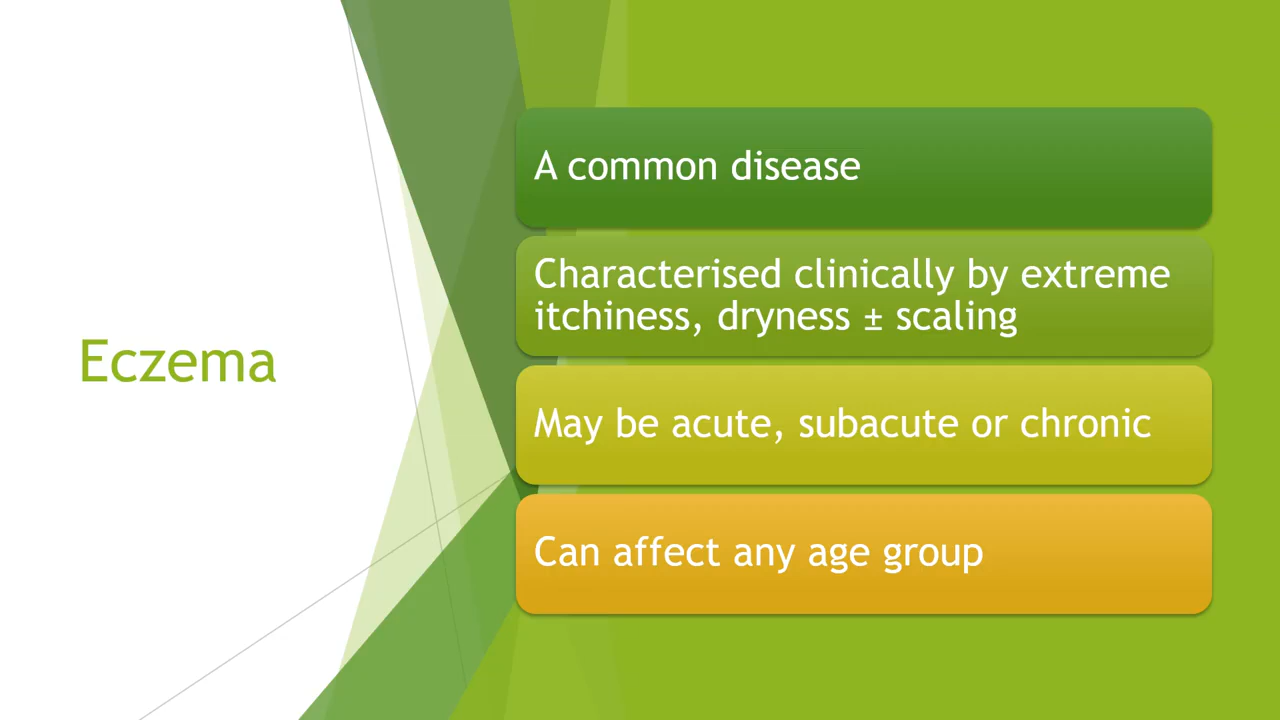 Eczema
A common disease
Characterised clinically by extreme
itchiness, dryness ± scaling
May be acute, subacute or chronic
Can affect any age group